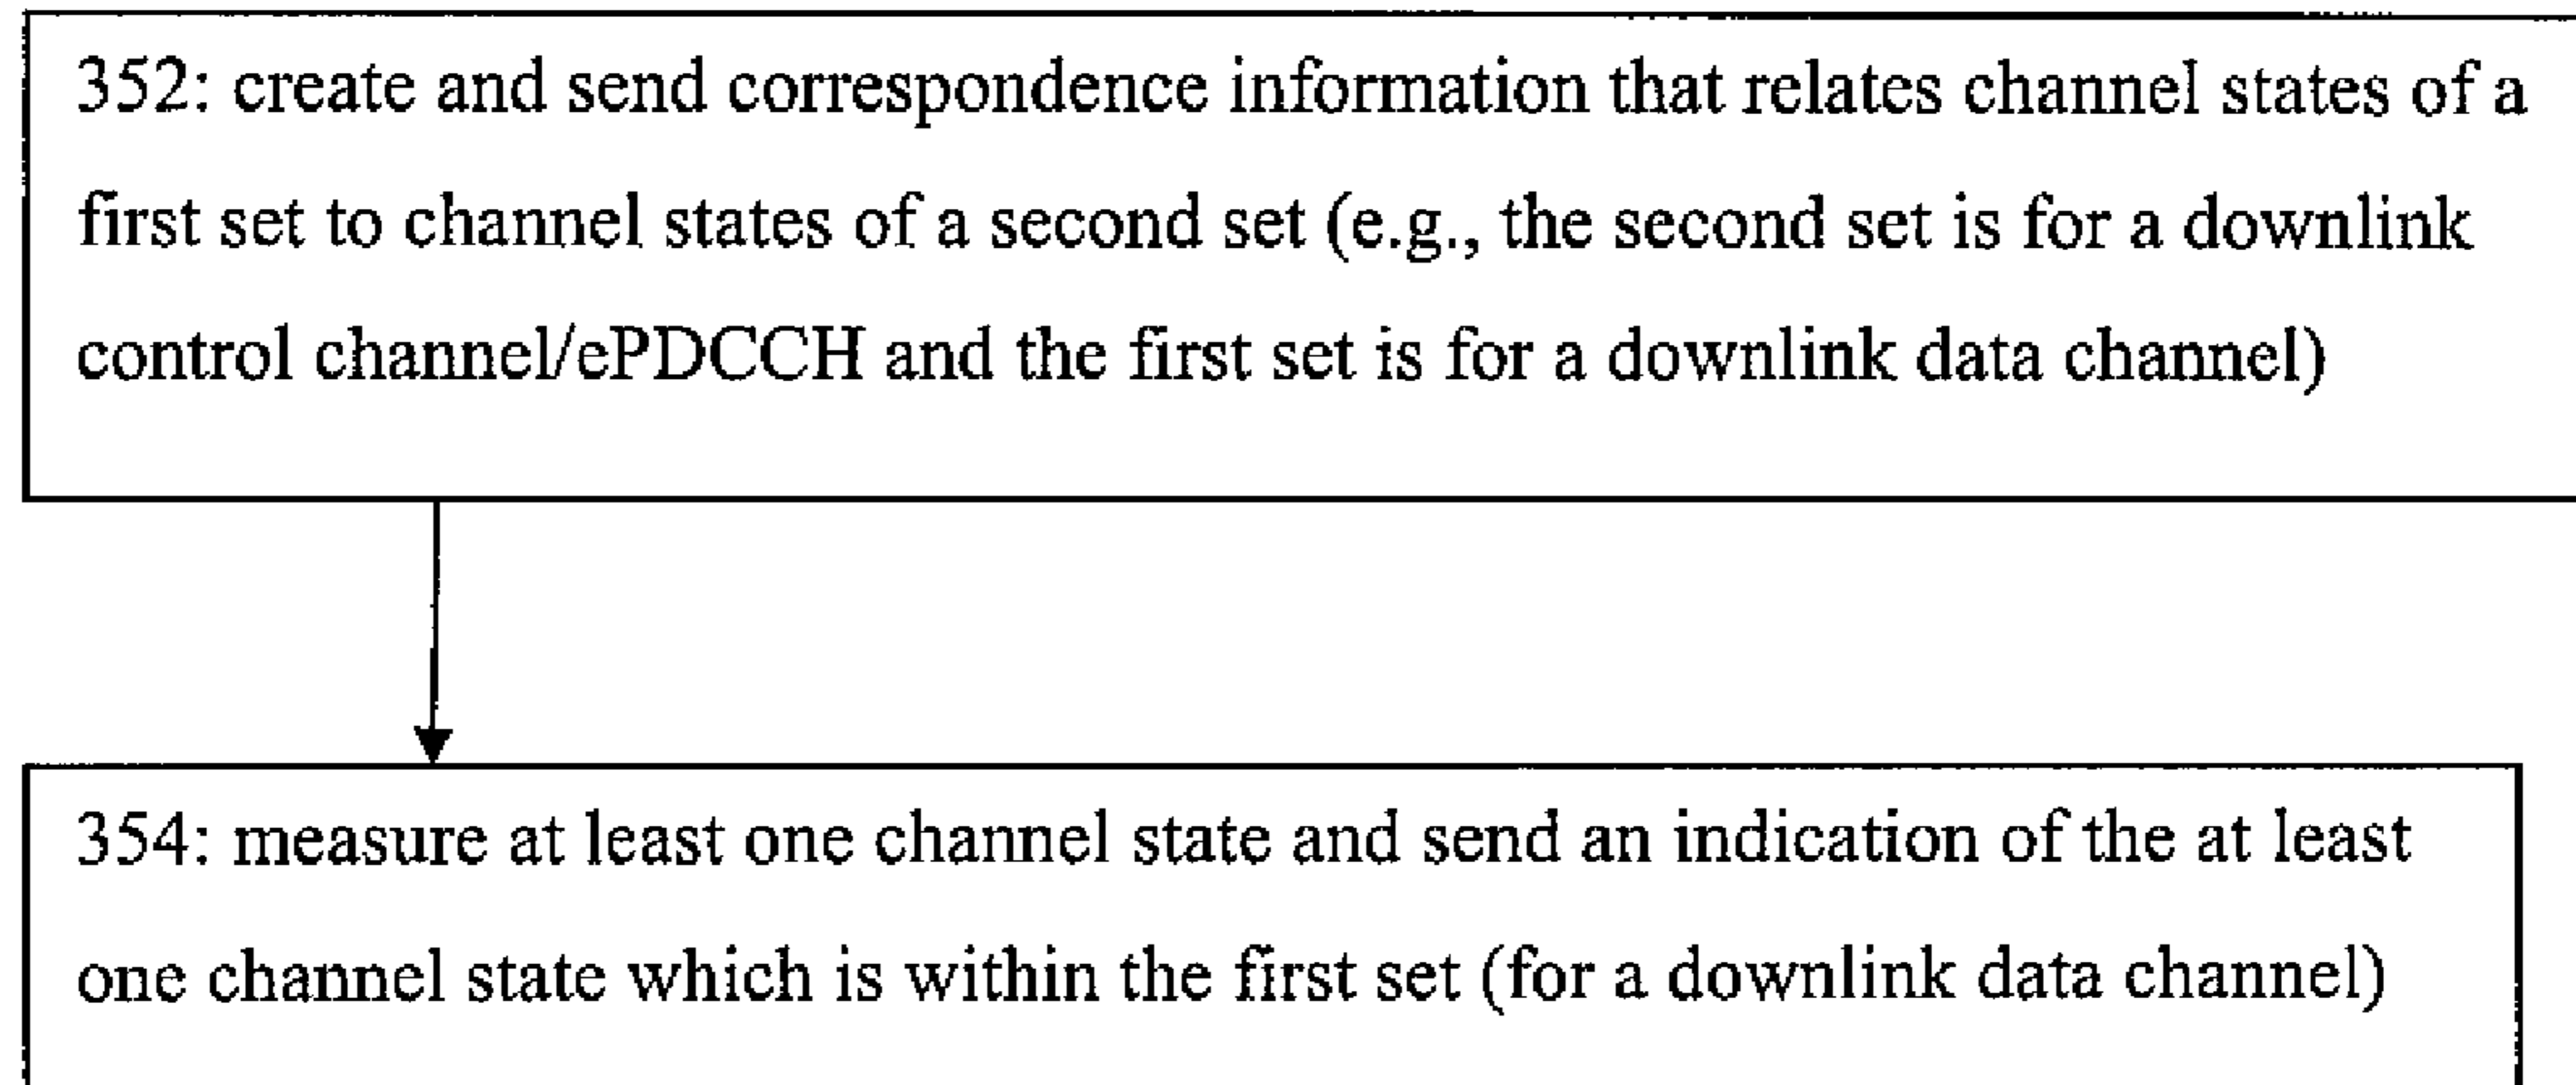 352: create and send correspondence information that relates channel states of a
first set to channel states of a second set (e.g., the second set is for a downlink
control channel/ePDCCH and the first set is for a downlink data channel)
354: measure at least one channel state and send an indication of the at least
one channel state which is within the first set (for a downlink data channel)